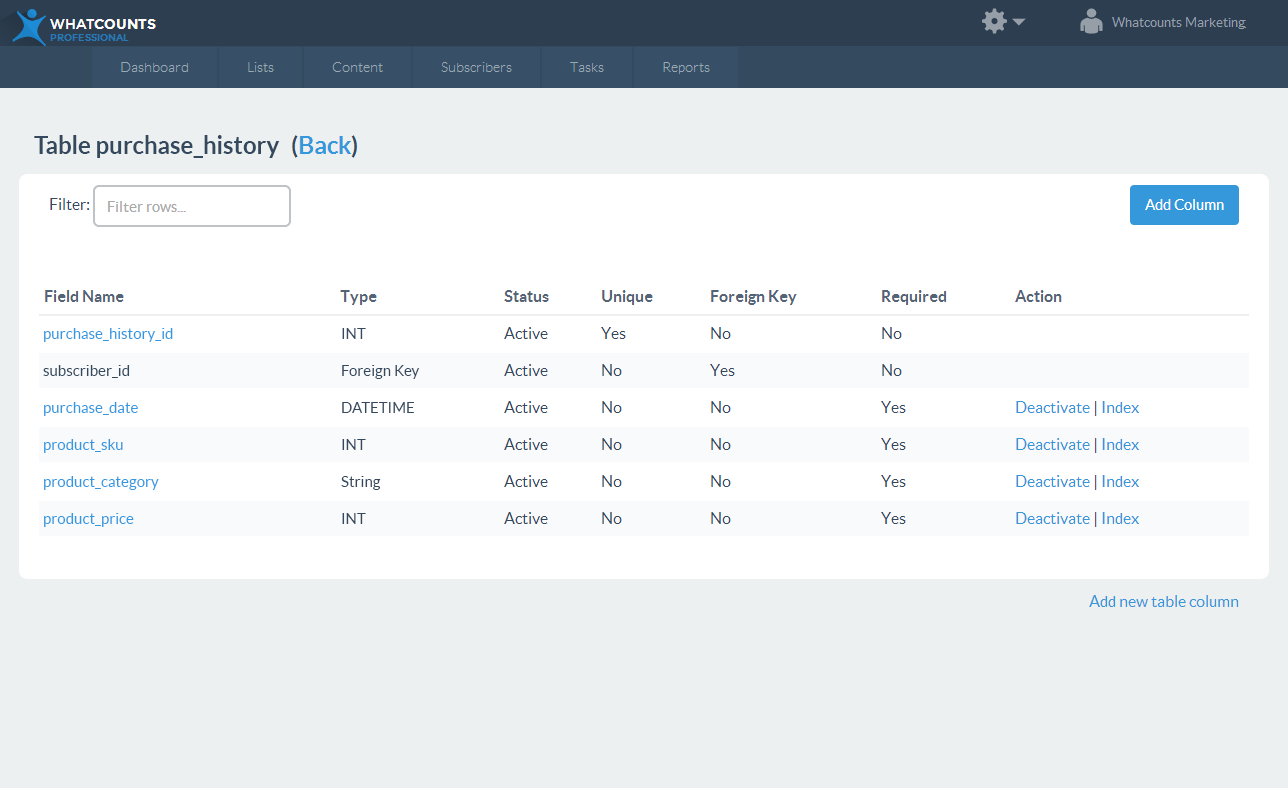 WHATCOUNTS
PROFESSIONAL
Whatcounts Marketing
Dashboard Lists Content Subscribers Tasks Reports
Table purchase_history (Back)
Filter: Filter rows... Add Column
Field Name Type Status Unique Foreign Key Required Action
purchase_history_id INT Active Yes No No
subscriber_id Foreign Key Active No Yes No
purchase_date DATETIME Active No No Yes Deactivate | Index
product_sku INT Active No No Yes Deactivate | Index
product_category String Active No No Yes Deactivate | Index
product_price INT Active No No Yes Deactivate | Index
Add new table column